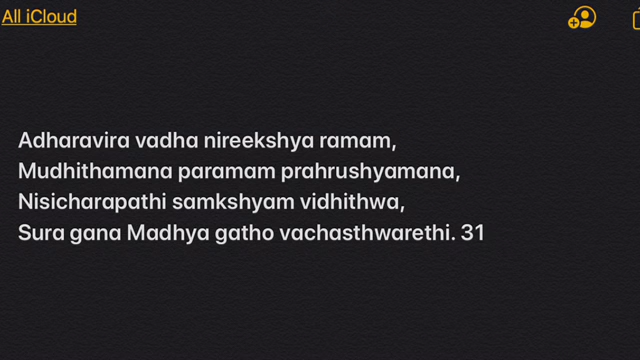 All iCloud
Adharavira vadha nireekshya ramam,
Mudhithamana paramam prahrushyamana,
Nisicharapathi samkshyam vidhithwa,
Sura gana Madhya gatho vachasthwarethi. 31